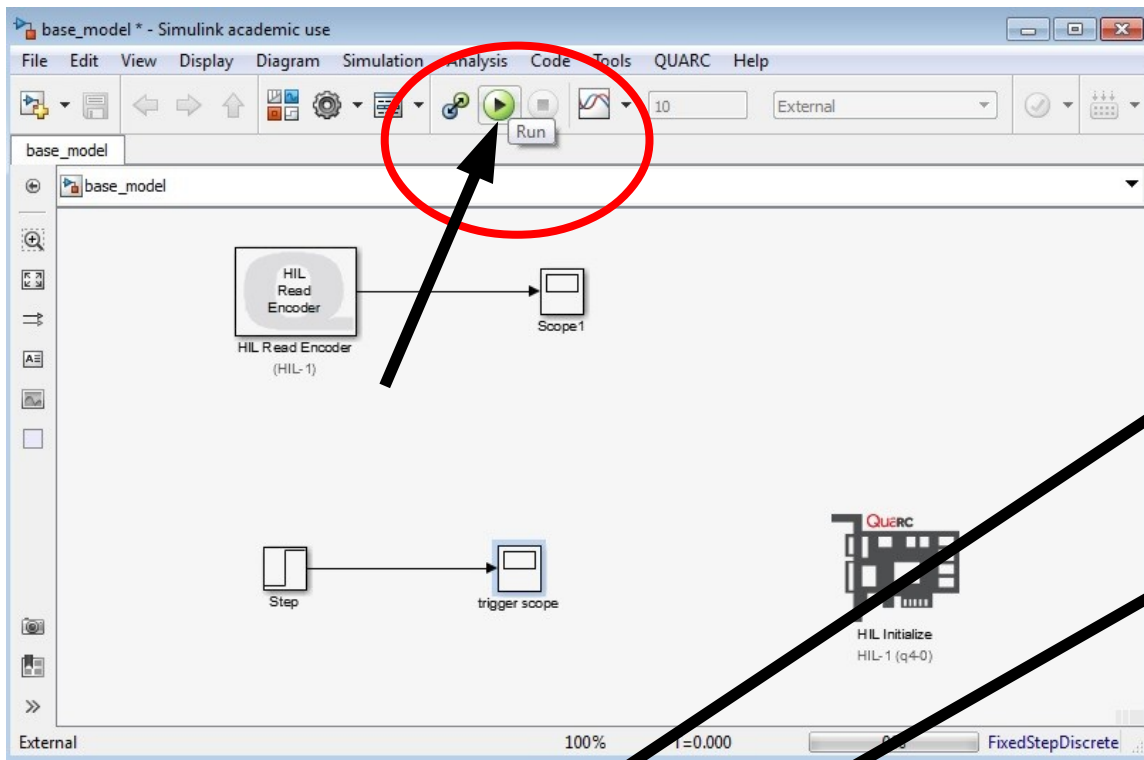 base_model * - Simulink academic use
File Edit View Display Diagram Simulation Analysis Code Tools QUARC Help
10 External
Run
base_model
base_model
HIL
Read
Encoder
HIL Read Encoder
(HIL-1)
Scope1
QUARC
Step
trigger scope
HIL Initialize
HIL-1 (q4-0)
External 100% T=0.000 FixedStepDiscrete